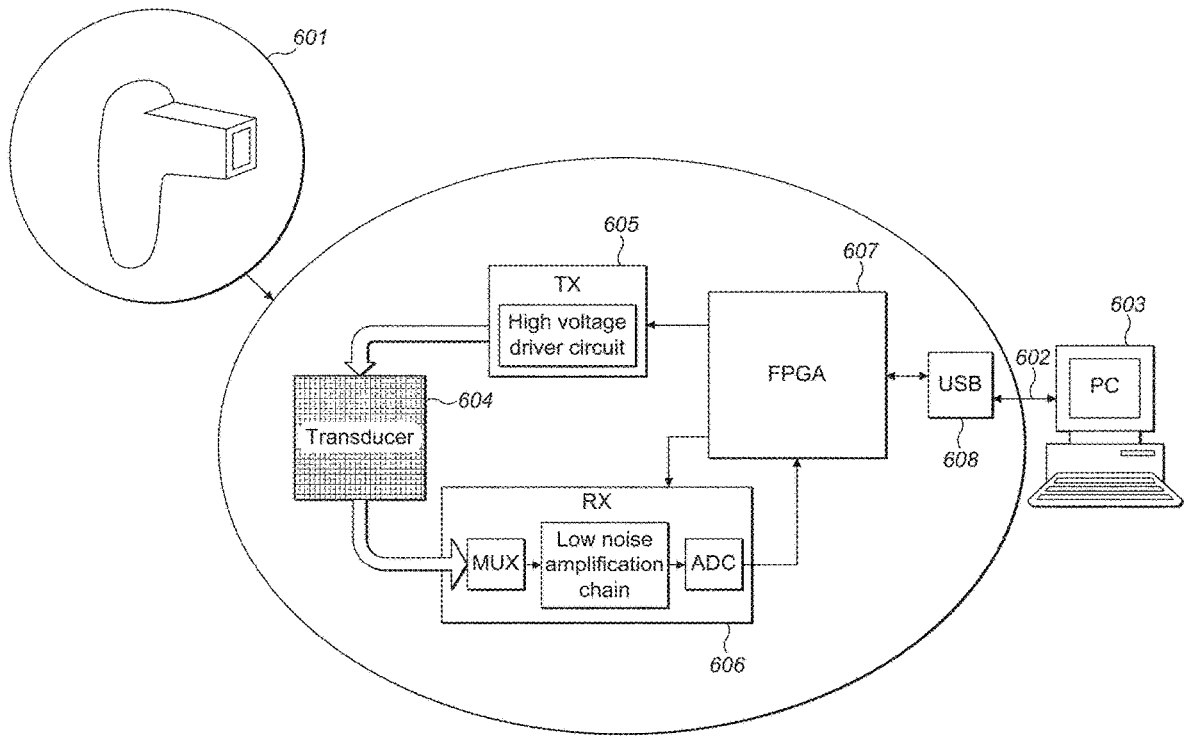 601
605
TX
High voltage
driver circuit
607
FPGA
603
602
USB
PC
608
604
Transducer
RX
MUX
Low noise
amplification
chain
ADC
606